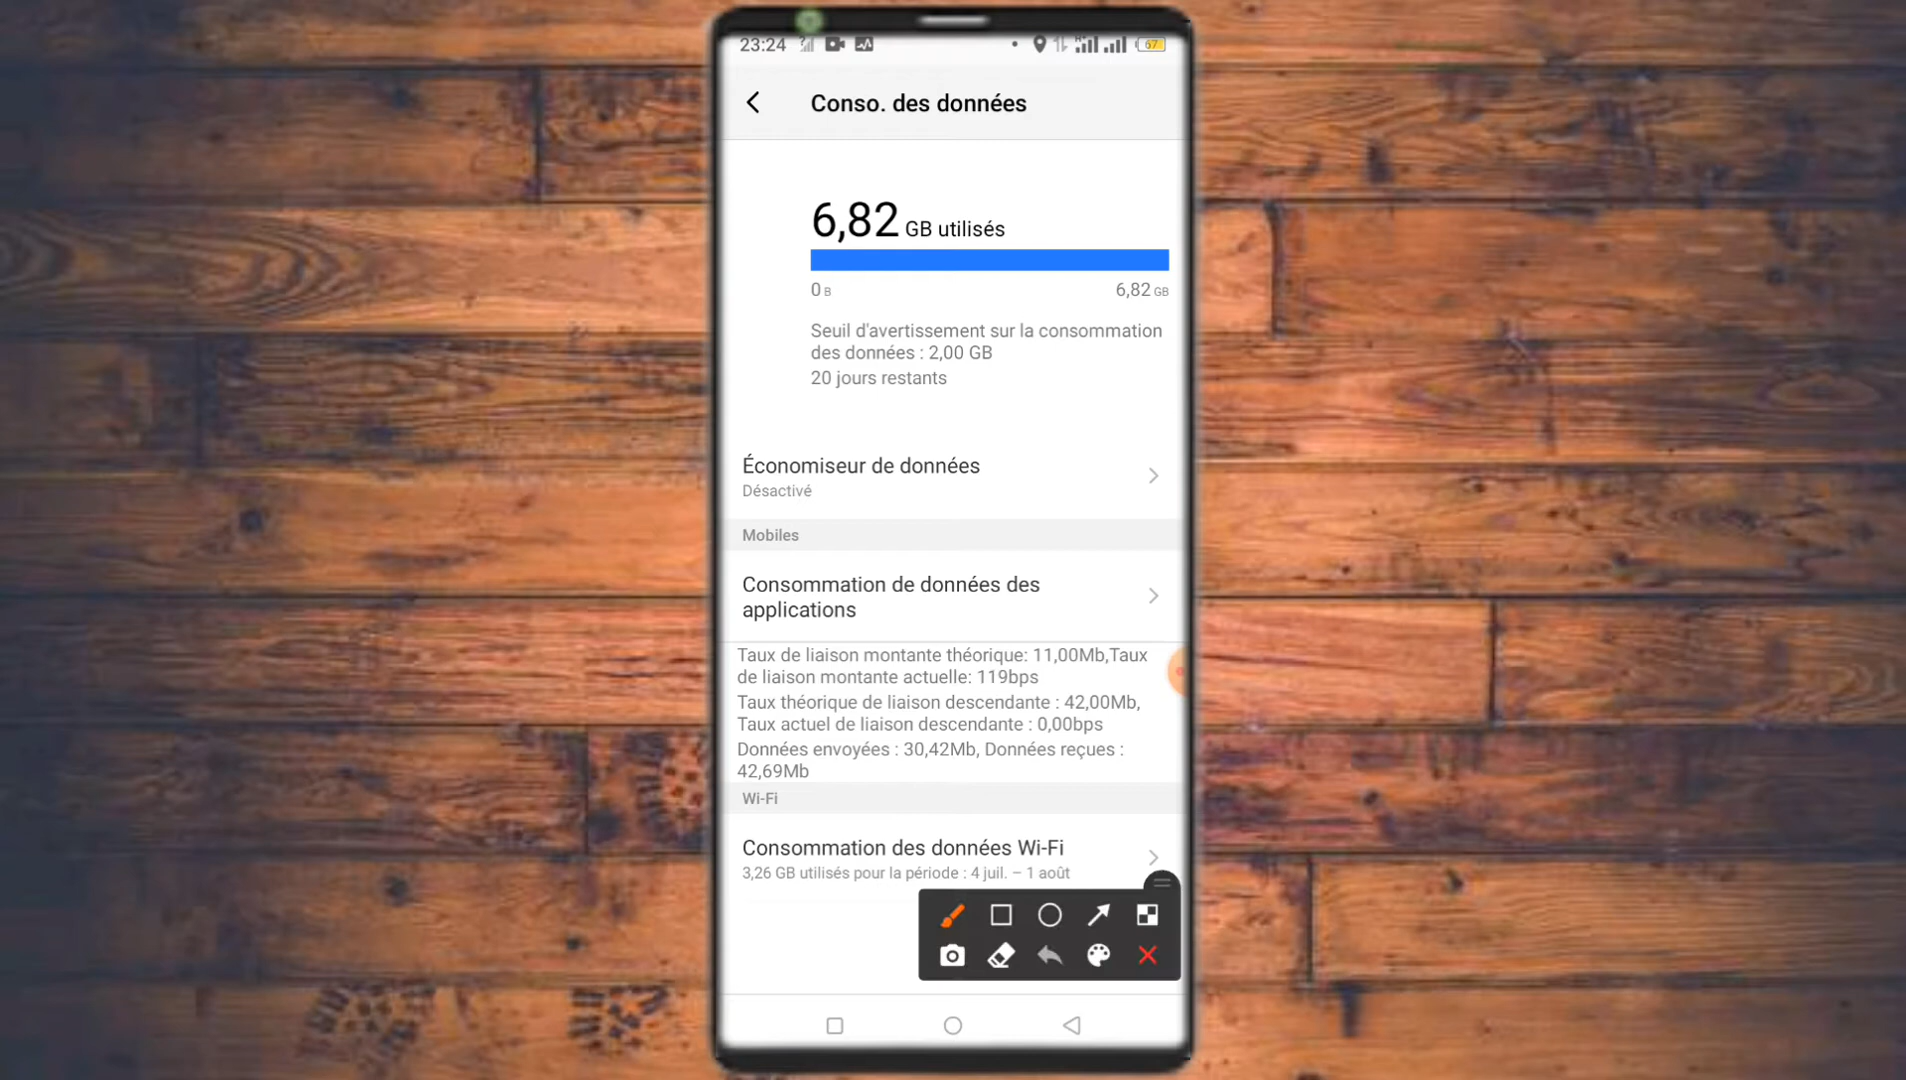 23:24
67
Conso. des données
6,82 GB utilisés
0 B 6,82 GB
Seuil d'avertissement sur la consommation
des données : 2,00 GB
20 jours restants
Économiseur de données
Désactivé
Mobiles
Consommation de données des
applications
Taux de liaison montante théorique: 11,00Mb,Taux
de liaison montante actuelle: 119bps
Taux théorique de liaison descendante : 42,00Mb,
Taux actuel de liaison descendante : 0,00bps
Données envoyées : 30,42Mb, Données reçues :
42,69Mb
Wi-Fi
Consommation des données Wi-Fi
3,26 GB utilisés pour la période : 4 juil. – 1 août